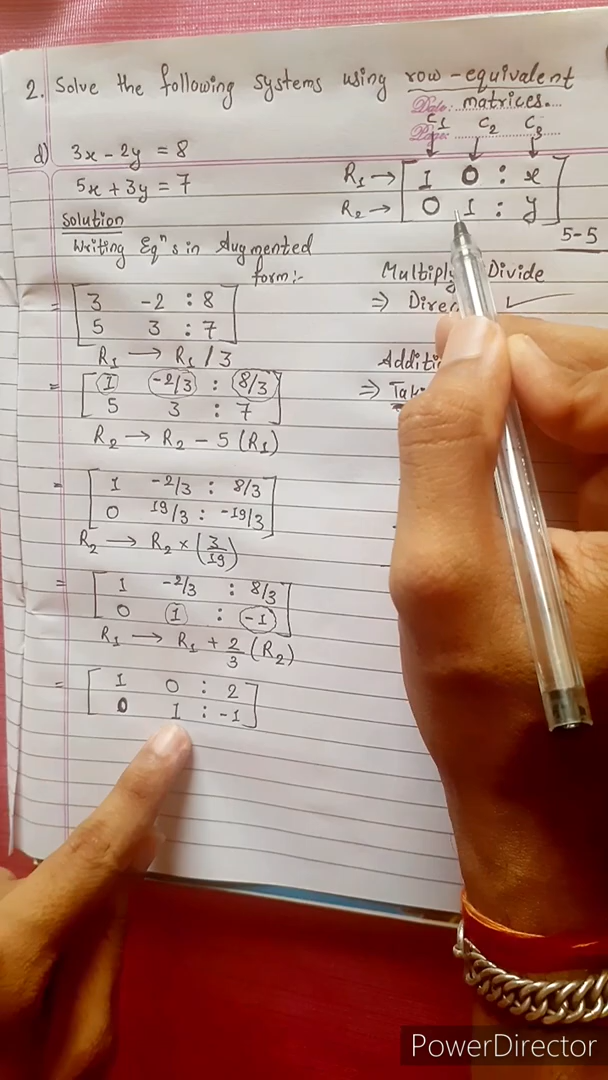 2. Solve the following systems using row-equivalent
Date: matrices.
Page:
C1 C2 C3
d) 3x - 2y = 8
5x + 3y = 7
R1 → [ 1 0 : x ]
R2 → [ 0 1 : y ]
5-5
Solution
Writing Eqⁿs in Augmented
form:-
= [ 3 -2 : 8
5 3 : 7 ]
R1 → R1 / 3
= [ 1 -2/3 : 8/3
5 3 : 7 ]
R2 → R2 - 5 (R1)
= [ 1 -2/3 : 8/3
0 19/3 : -19/3 ]
R2 → R2 × (3/19)
= [ 1 -2/3 : 8/3
0 1 : -1 ]
R1 → R1 + 2/3 (R2)
= [ 1 0 : 2
0 1 : -1 ]
Multiply Divide
⇒
⇒
PowerDirector